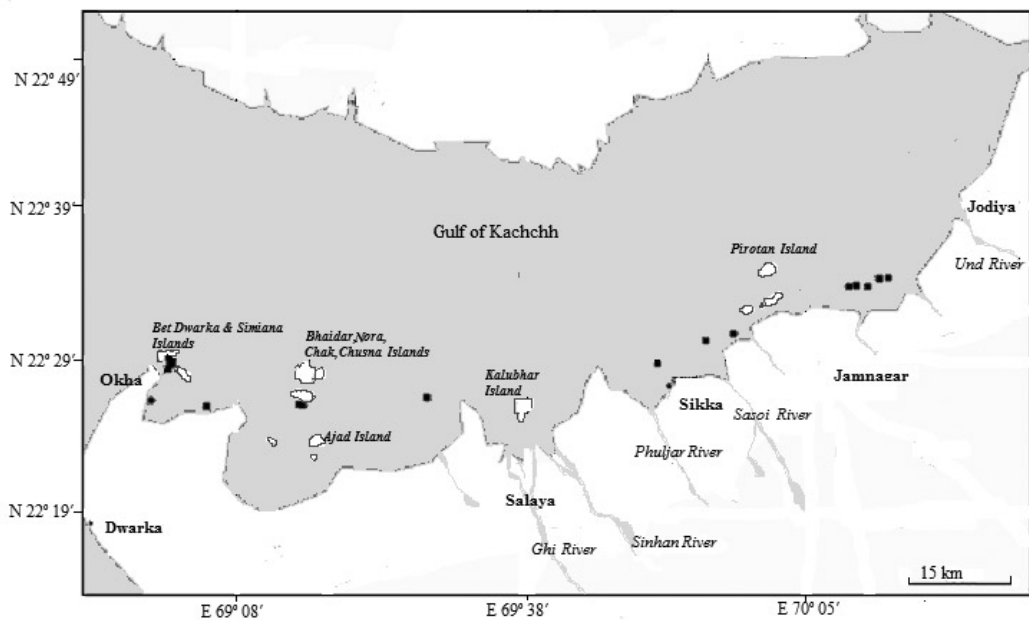 N 22° 49'
N 22° 39'
Jodiya
Gulf of Kachchh
Pirotan Island
Und River
Bet Dwarka & Simiana
Islands
Bhaidar,Nora,
Chak,Chusna Islands
N 22° 29'
Okha
Kalubhar
Island
Jamnagar
Sikka
Sasoi River
Ajad Island
Phuljar River
Salaya
N 22° 19'
Dwarka
Ghi River
Sinhan River
15 km
E 69° 08'
E 69° 38'
E 70° 05'